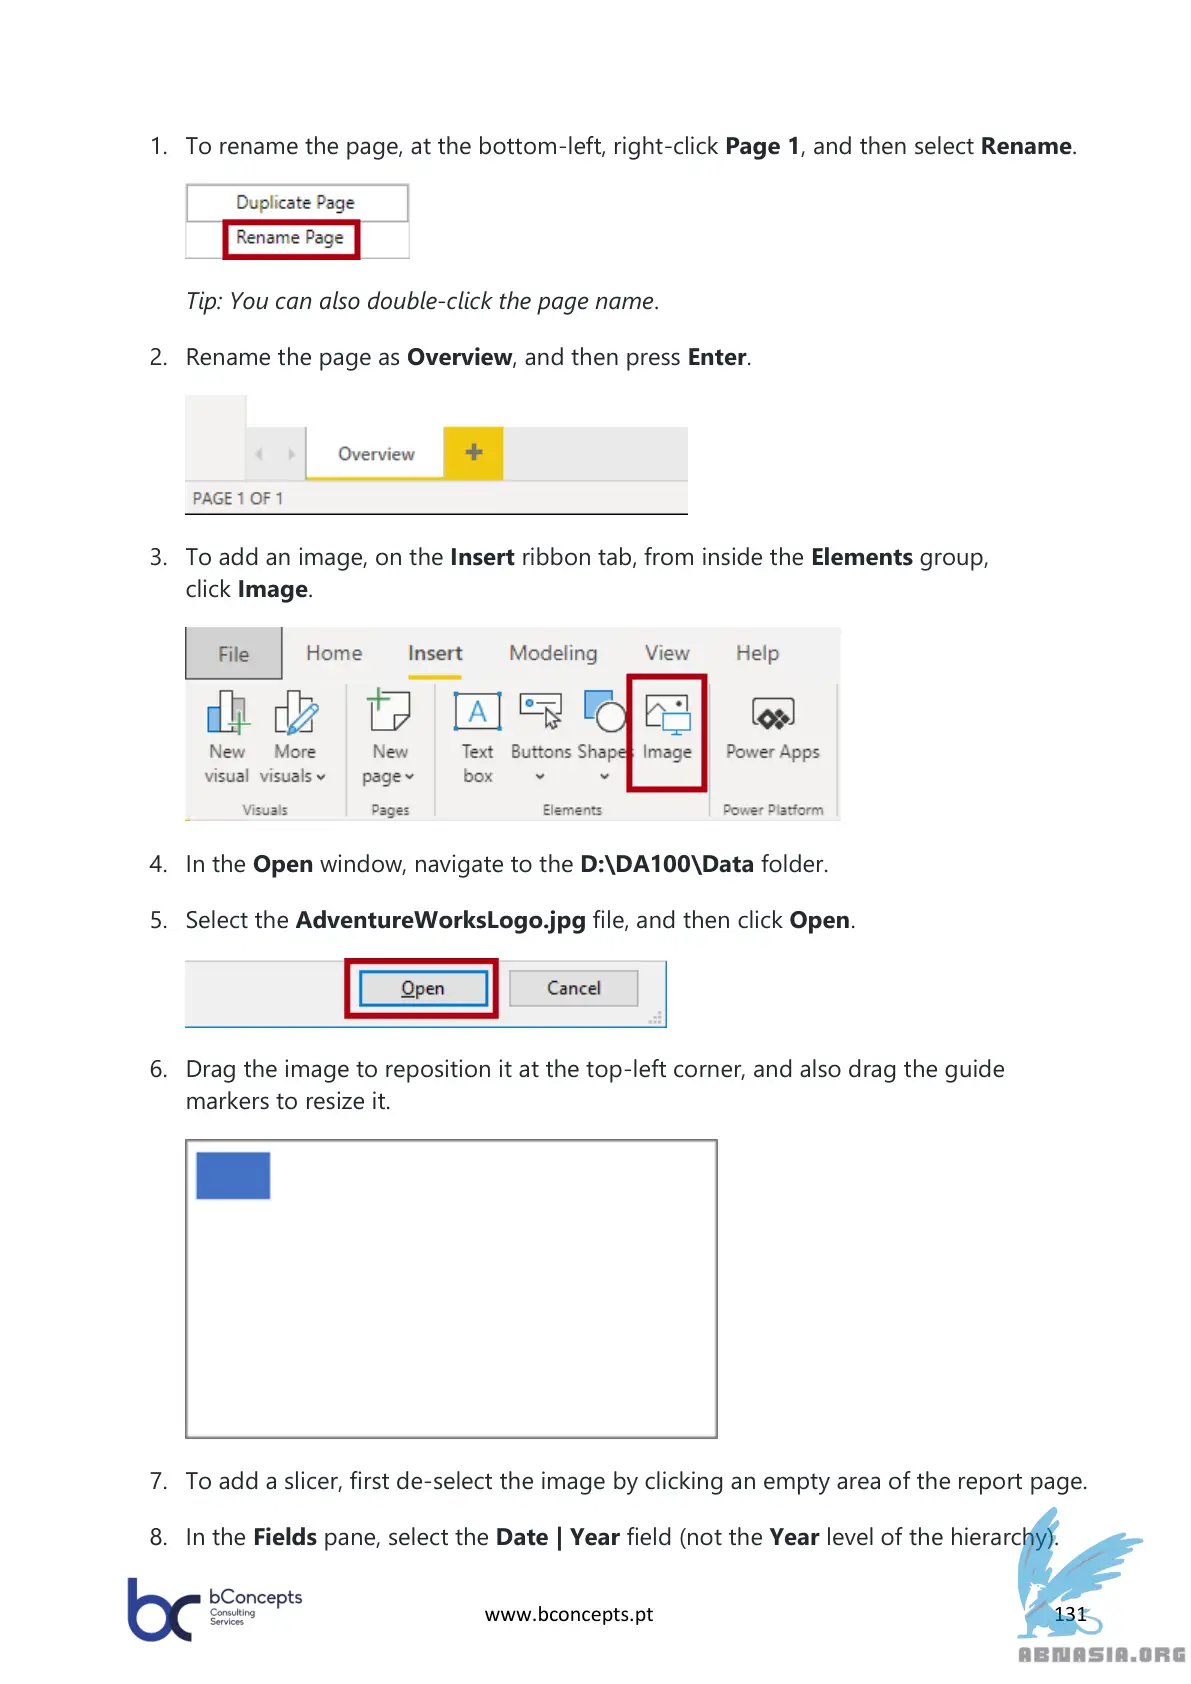 1. To rename the page, at the bottom-left, right-click Page 1, and then select Rename.
Duplicate Page
Rename Page
Tip: You can also double-click the page name.
2. Rename the page as Overview, and then press Enter.
Overview
PAGE 1 OF 1
3. To add an image, on the Insert ribbon tab, from inside the Elements group,
click Image.
File Home Insert Modeling View Help
New More New Text Buttons Shapes Image Power Apps
visual visuals page box
Visuals Pages Elements Power Platform
4. In the Open window, navigate to the D:\DA100\Data folder.
5. Select the AdventureWorksLogo.jpg file, and then click Open.
Open Cancel
6. Drag the image to reposition it at the top-left corner, and also drag the guide
markers to resize it.
7. To add a slicer, first de-select the image by clicking an empty area of the report page.
8. In the Fields pane, select the Date | Year field (not the Year level of the hierarchy).
bc bConcepts
Consulting
Services
www.bconcepts.pt
131
ABNASIA.ORG